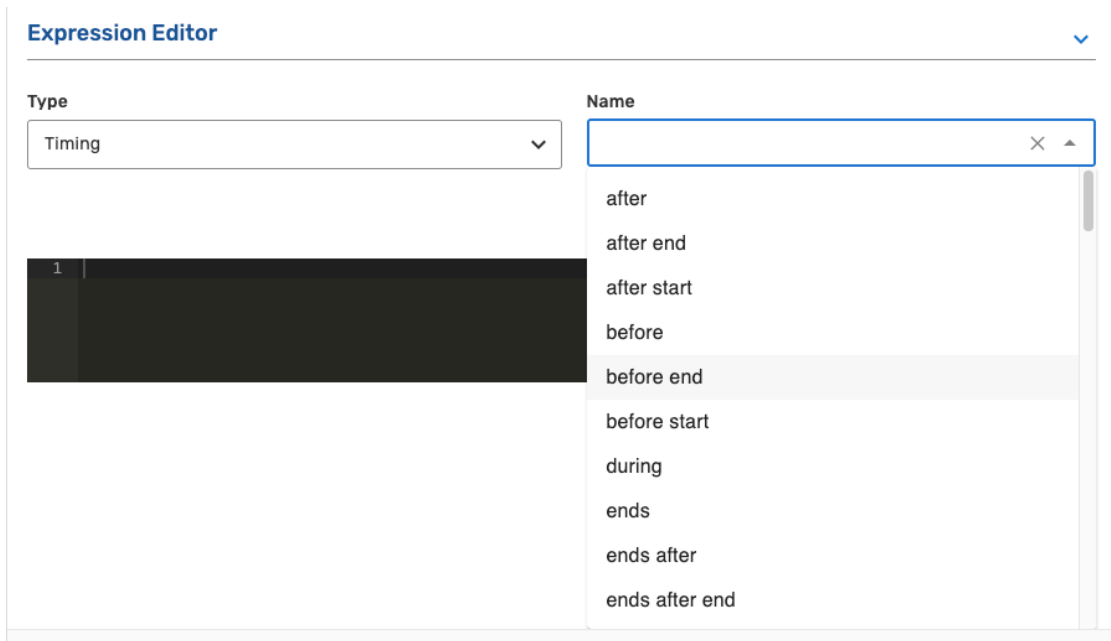 Expression Editor
Type
Name
Timing
after
after end
after start
1
before
before end
before start
during
ends
ends after
ends after end